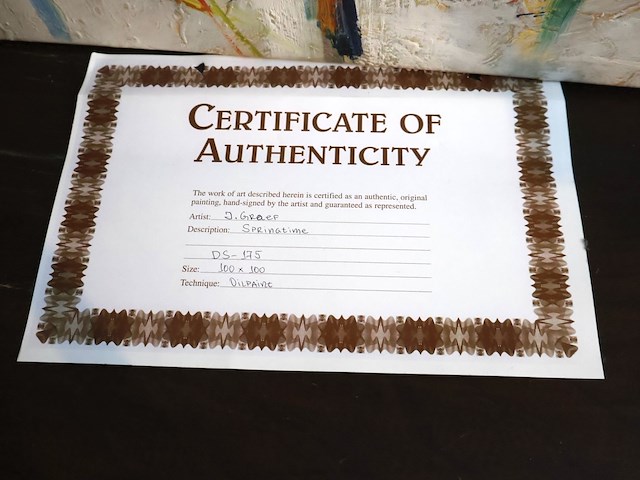 CERTIFICATE OF
AUTHENTICITY
The work of art described herein is certified as an authentic, original
painting, hand-signed by the artist and guaranteed as represented.
Artist: J. Graef
Description: Springtime
DS-175
Size: 100 x 100
Technique: Oilpaint